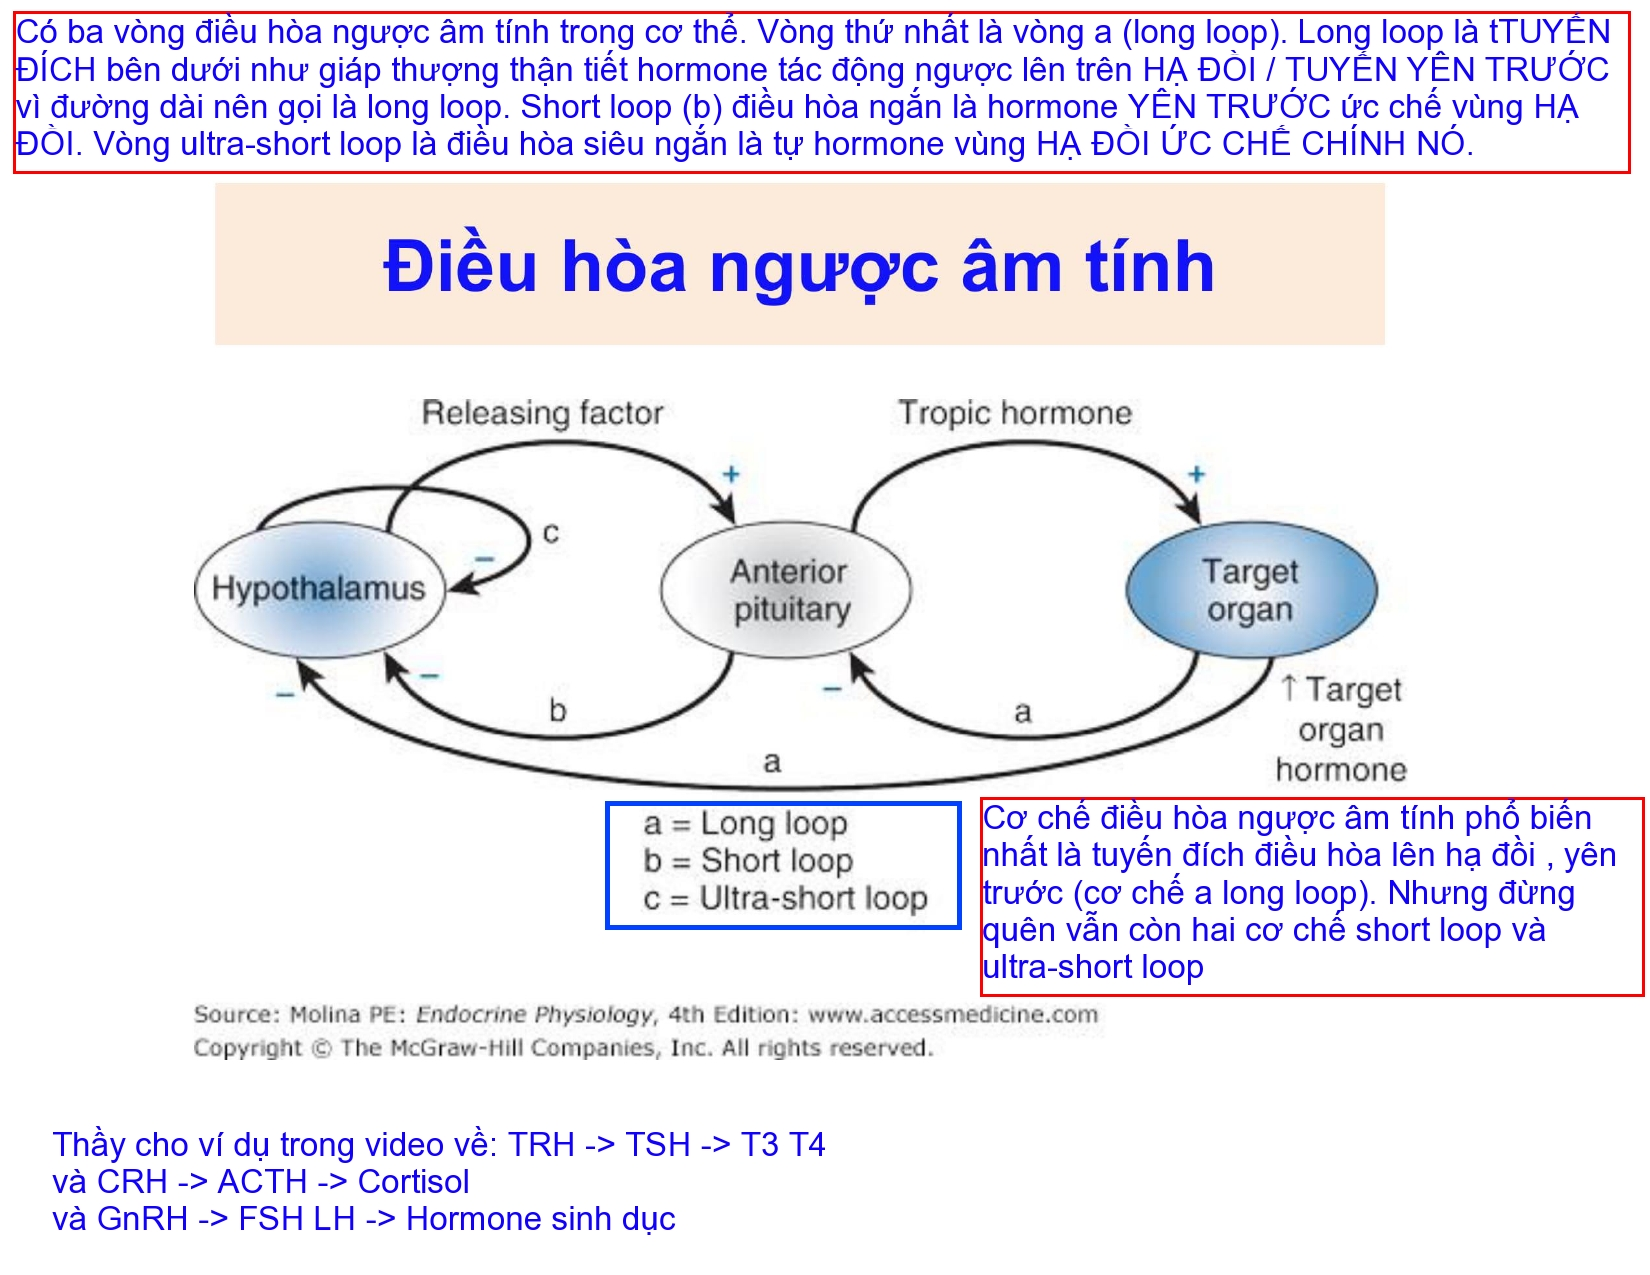 Có ba vòng điều hòa ngược âm tính trong cơ thể. Vòng thứ nhất là vòng a (long loop). Long loop là tTUYẾN
ĐÍCH bên dưới như giáp thượng thận tiết hormone tác động ngược lên trên HẠ ĐỒI / TUYẾN YÊN TRƯỚC
vì đường dài nên gọi là long loop. Short loop (b) điều hòa ngắn là hormone YÊN TRƯỚC ức chế vùng HẠ
ĐỒI. Vòng ultra-short loop là điều hòa siêu ngắn là tự hormone vùng HẠ ĐỒI ỨC CHẾ CHÍNH NÓ.
Điều hòa ngược âm tính
Releasing factor
Tropic hormone
+
+
c
–
Hypothalamus
Anterior
pituitary
Target
organ
–
–
–
b
a
a
↑ Target
organ
hormone
a = Long loop
b = Short loop
c = Ultra-short loop
Cơ chế điều hòa ngược âm tính phổ biến
nhất là tuyến đích điều hòa lên hạ đồi , yên
trước (cơ chế a long loop). Nhưng đừng
quên vẫn còn hai cơ chế short loop và
ultra-short loop
Source: Molina PE: Endocrine Physiology, 4th Edition: www.accessmedicine.com
Copyright © The McGraw-Hill Companies, Inc. All rights reserved.
Thầy cho ví dụ trong video về: TRH -> TSH -> T3 T4
và CRH -> ACTH -> Cortisol
và GnRH -> FSH LH -> Hormone sinh dục